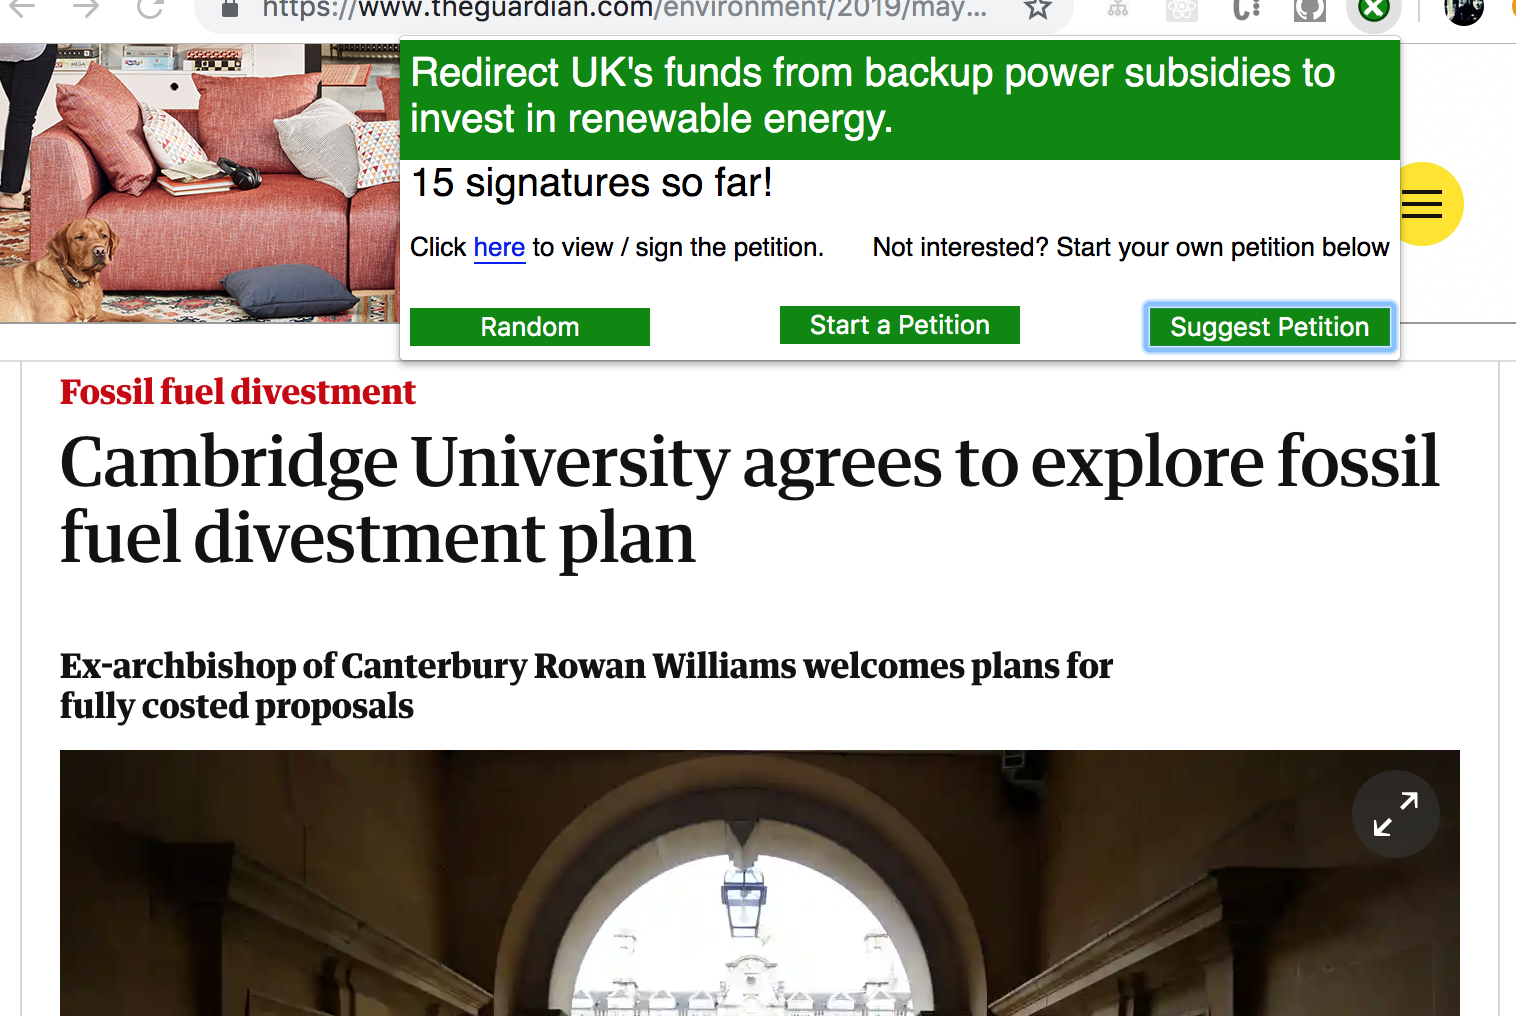 https://www.theguardian.com/environment/2019/may...
Redirect UK's funds from backup power subsidies to
invest in renewable energy.
15 signatures so far!
Click here to view / sign the petition. Not interested? Start your own petition below
Random Start a Petition Suggest Petition
Fossil fuel divestment
Cambridge University agrees to explore fossil
fuel divestment plan
Ex-archbishop of Canterbury Rowan Williams welcomes plans for
fully costed proposals